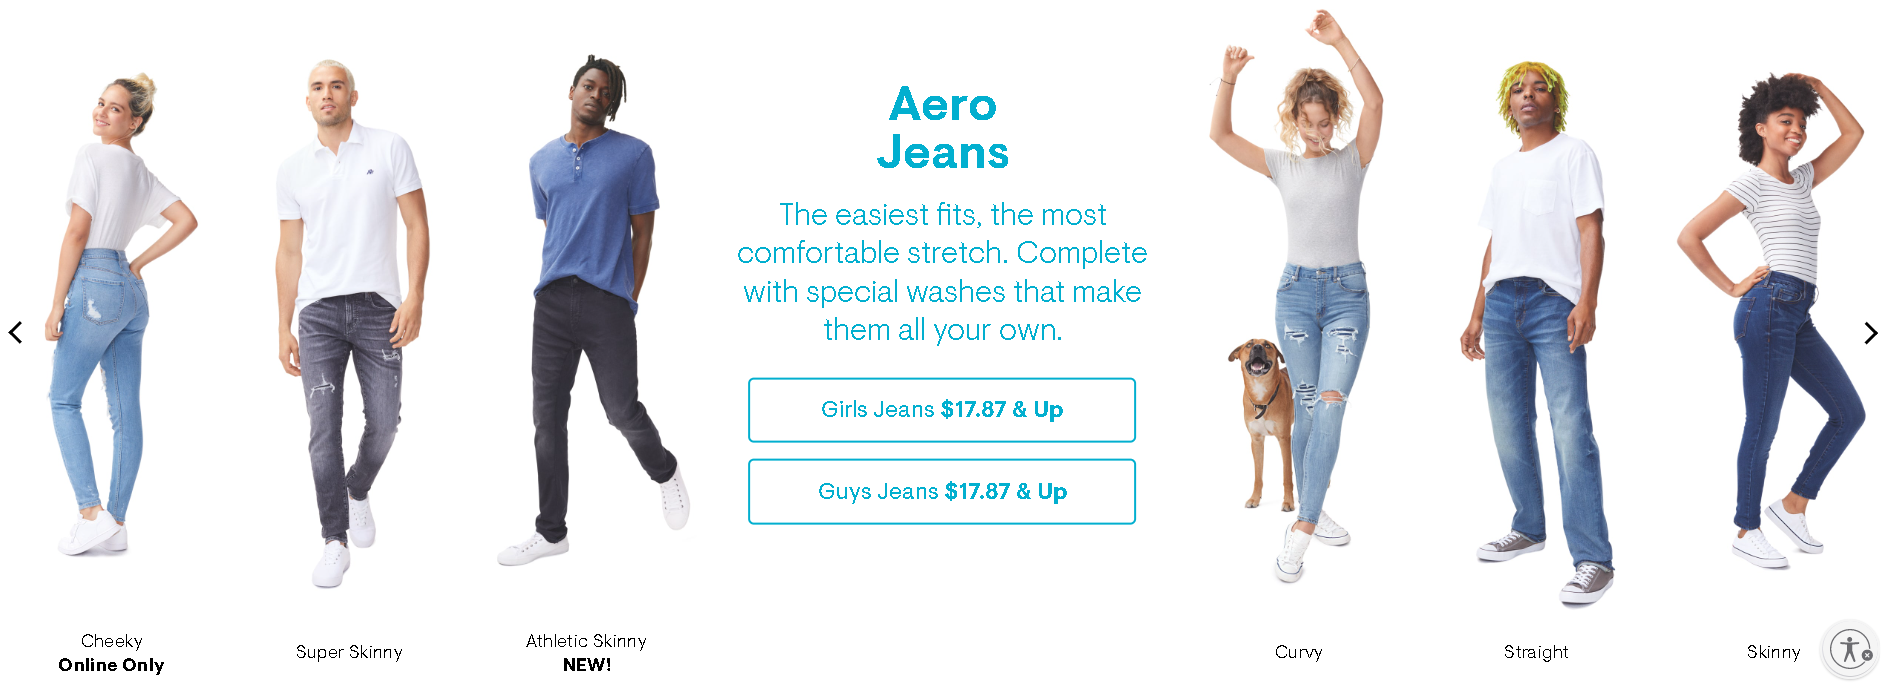 Aero
Jeans
The easiest fits, the most
comfortable stretch. Complete
with special washes that make
them all your own.
Girls Jeans $17.87 & Up
Guys Jeans $17.87 & Up
Cheeky
Online Only
Super Skinny
Athletic Skinny
NEW!
Curvy
Straight
Skinny